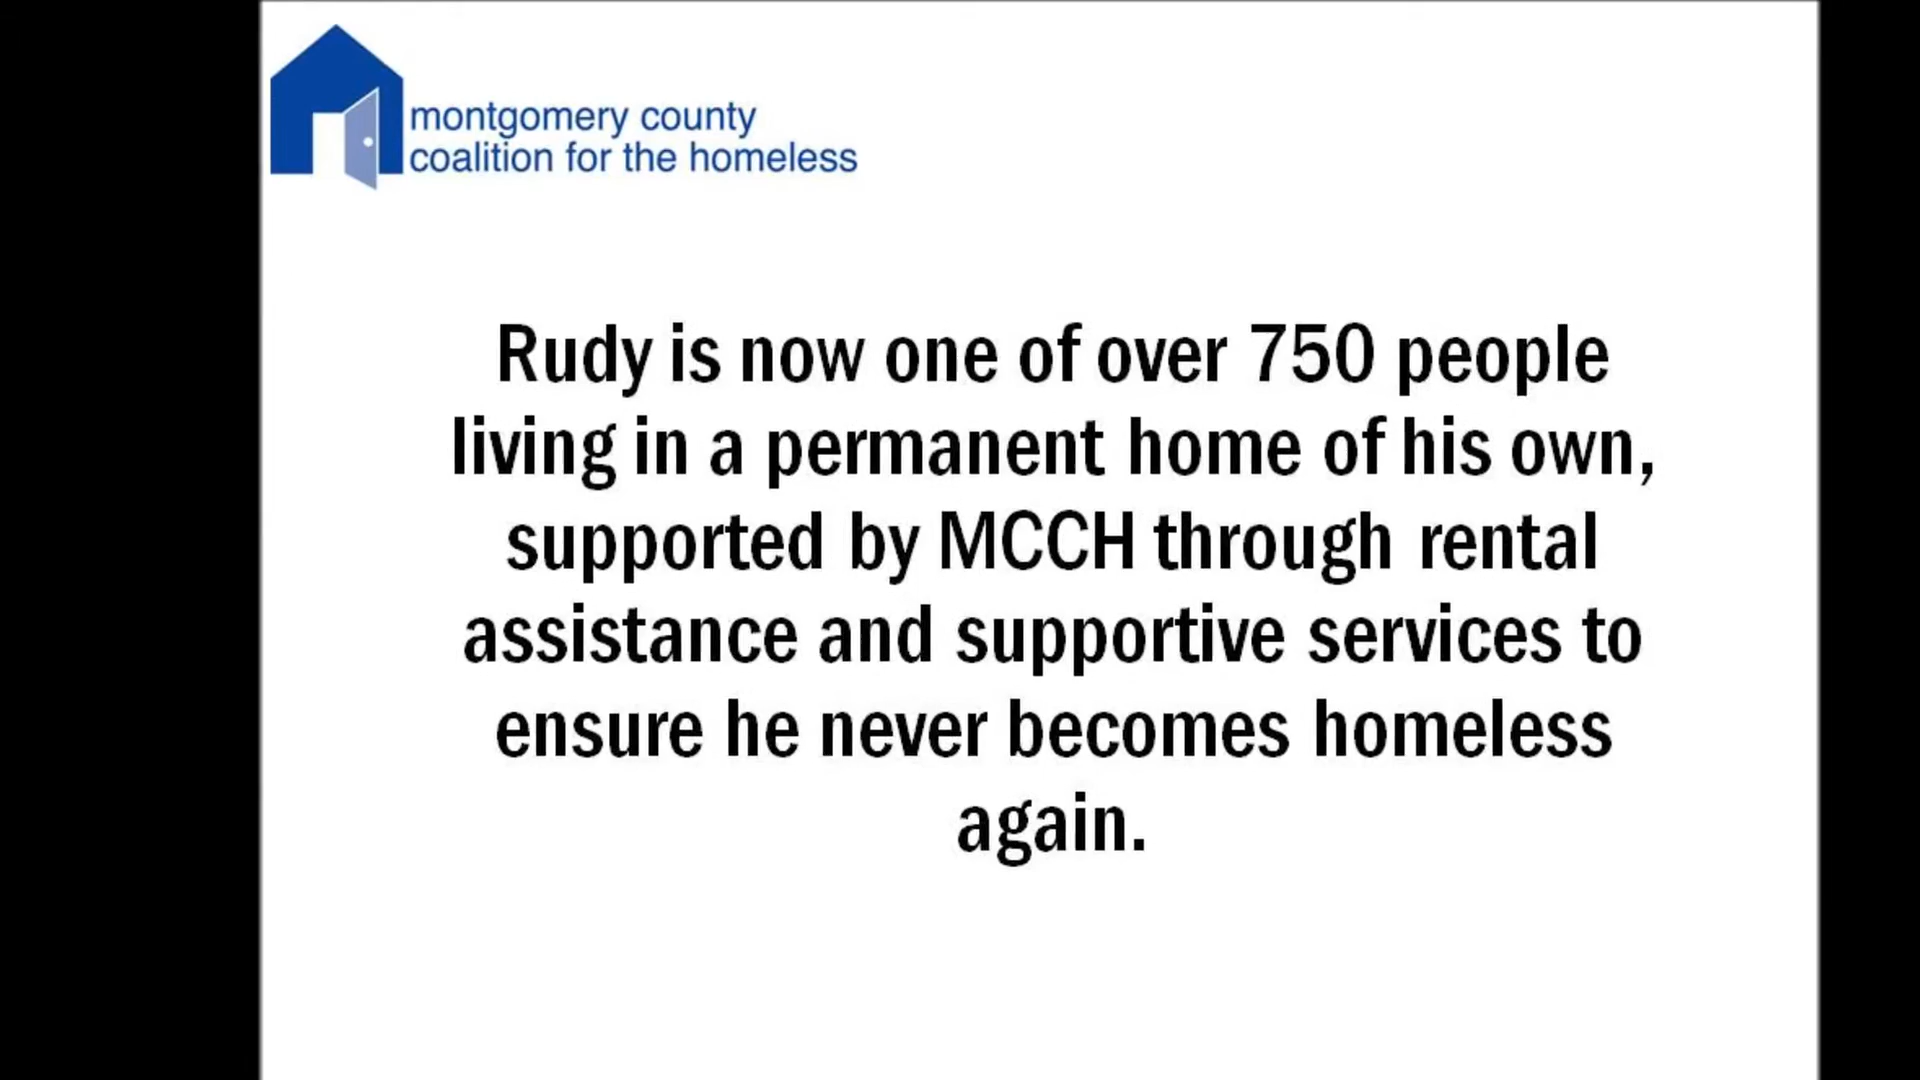 montgomery county
coalition for the homeless
Rudy is now one of over 750 people
living in a permanent home of his own,
supported by MCCH through rental
assistance and supportive services to
ensure he never becomes homeless
again.